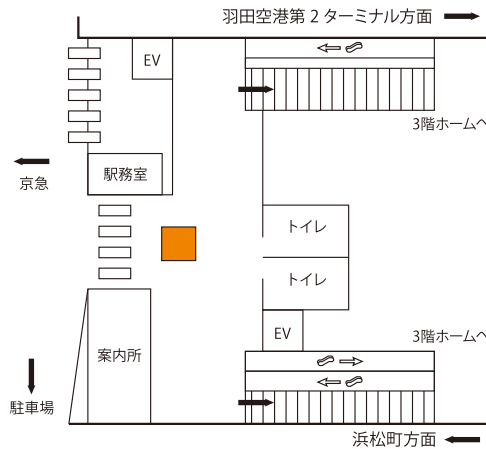 羽田空港第2ターミナル方面
EV
3階ホームへ
京急
駅務室
トイレ
トイレ
EV
3階ホームへ
案内所
駐車場
浜松町方面